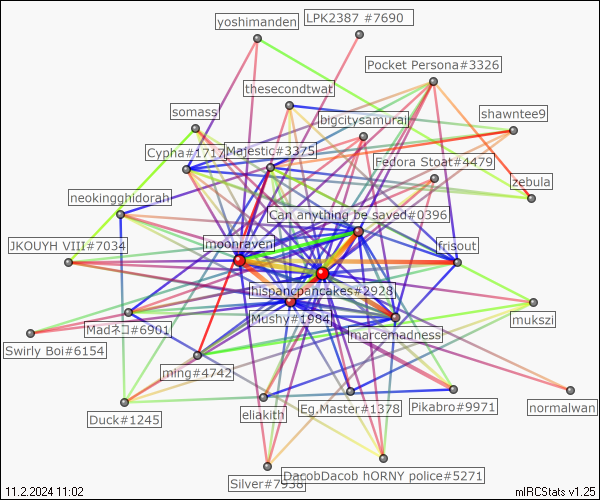 LPK2387 #7690
yoshimanden
Pocket Persona#3326
thesecondtwat
somass
shawntee9
bigcitysamurai
Cypha#1717
Majestic#3375
Fedora Stoat#4479
zebula
neokingghidorah
Can anything be saved#0396
JKOUYH VIII#7034
moonraven
frisout
hispancpancakes#2928
mukszi
Mushy#1984
Madネロ#6901
marcemadness
Swirly Boi#6154
ming#4742
Duck#1245
eliakith
Eg.Master#1378
Pikabro#9971
normalwan
Silver#7938
DacobDacob hORNY police#5271
11.2.2024 11:02
mIRCStats v1.25